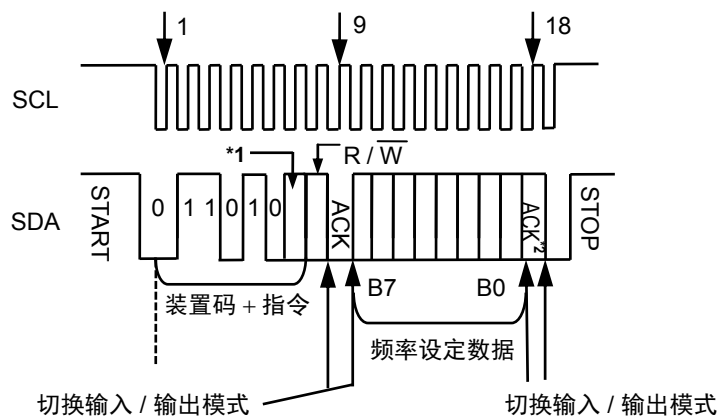 1 9 18
SCL
*1 R / W
SDA START 0 1 1 0 1 0 ACK ACK*2 STOP
装置码 + 指令 B7 B0
频率设定数据
切换输入 / 输出模式 切换输入 / 输出模式